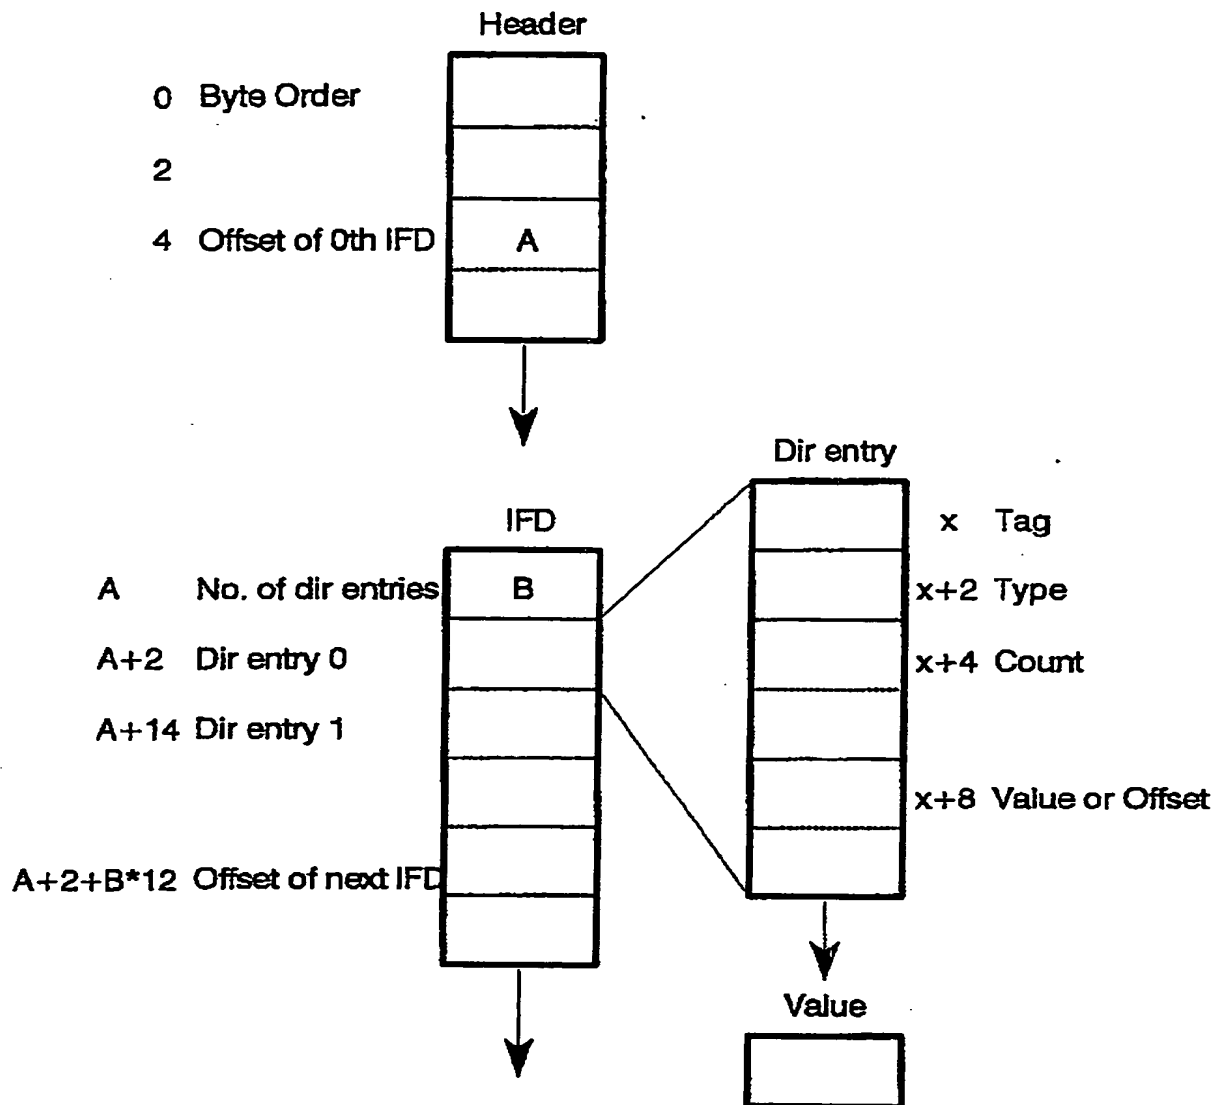 Header
0 Byte Order
2
4 Offset of 0th IFD A
Dir entry
IFD
x Tag
A No. of dir entries B
x+2 Type
A+2 Dir entry 0
x+4 Count
A+14 Dir entry 1
x+8 Value or Offset
A+2+B*12 Offset of next IFD
Value